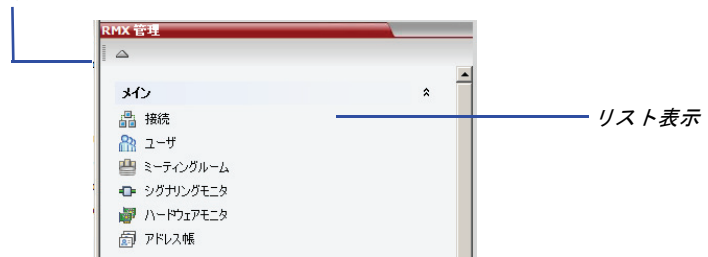 RMX 管理
メイン
接続
リスト表示
ユーザ
ミーティングルーム
シグナリングモニタ
ハードウェアモニタ
アドレス帳